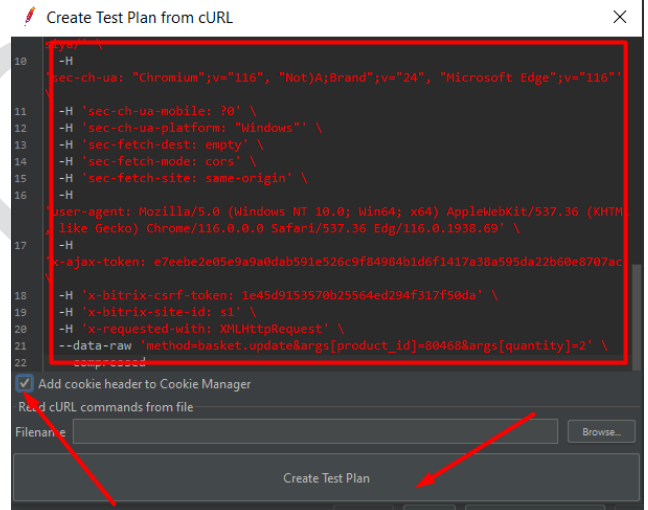 Create Test Plan from cURL
siya/' \
10 -H
'sec-ch-ua: "Chromium";v="116", "Not)A;Brand";v="24", "Microsoft Edge";v="116"'
\
11 -H 'sec-ch-ua-mobile: ?0' \
12 -H 'sec-ch-ua-platform: "Windows"' \
13 -H 'sec-fetch-dest: empty' \
14 -H 'sec-fetch-mode: cors' \
15 -H 'sec-fetch-site: same-origin' \
16 -H
'user-agent: Mozilla/5.0 (Windows NT 10.0; Win64; x64) AppleWebKit/537.36 (KHTM
, like Gecko) Chrome/116.0.0.0 Safari/537.36 Edg/116.0.1938.69' \
17 -H
'x-ajax-token: e7eebe2e05e9a9a0dab591e526c9f84984b1d6f1417a38a595da22b60e8707ac
\
18 -H 'x-bitrix-csrf-token: 1e45d9153570b25564ed294f317f50da' \
19 -H 'x-bitrix-site-id: s1' \
20 -H 'x-requested-with: XMLHttpRequest' \
21 --data-raw 'method=basket.update&args[product_id]=80468&args[quantity]=2' \
22 --compressed
Add cookie header to Cookie Manager
Read cURL commands from file
Filename Browse...
Create Test Plan